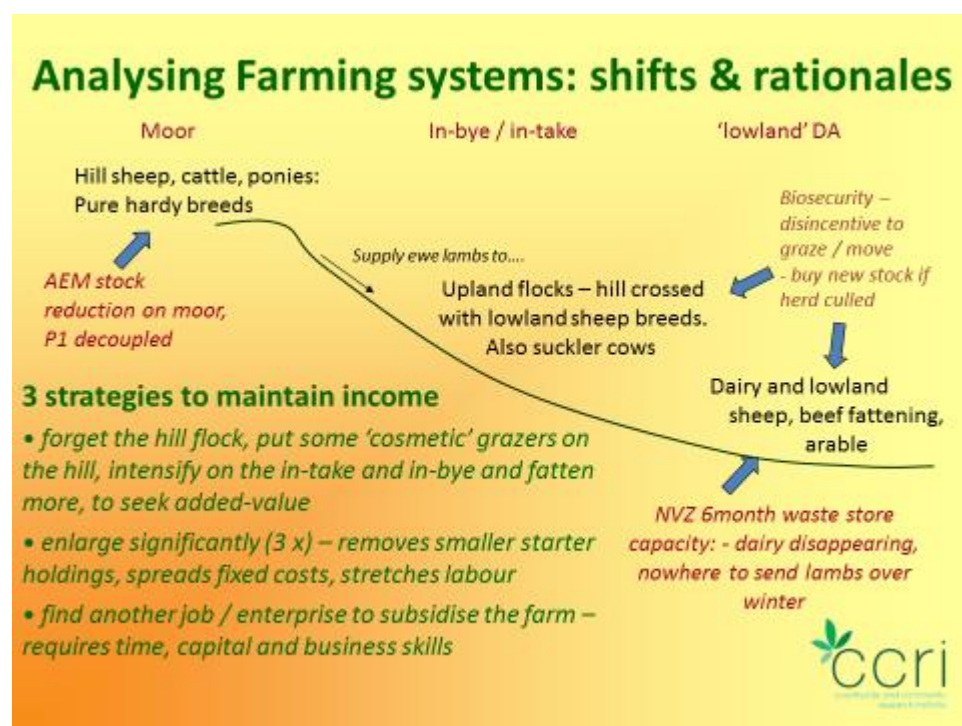 Analysing Farming systems: shifts & rationales
Moor
In-bye / in-take
'lowland' DA
Hill sheep, cattle, ponies:
Pure hardy breeds
AEM stock
reduction on moor,
P1 decoupled
Supply ewe lambs to....
Upland flocks – hill crossed
with lowland sheep breeds.
Also suckler cows
Biosecurity –
disincentive to
graze / move
- buy new stock if
herd culled
Dairy and lowland
sheep, beef fattening,
arable
NVZ 6month waste store
capacity: - dairy disappearing,
nowhere to send lambs over
winter
3 strategies to maintain income
• forget the hill flock, put some 'cosmetic' grazers on
the hill, intensify on the in-take and in-bye and fatten
more, to seek added-value
• enlarge significantly (3 x) – removes smaller starter
holdings, spreads fixed costs, stretches labour
• find another job / enterprise to subsidise the farm –
requires time, capital and business skills
ccri